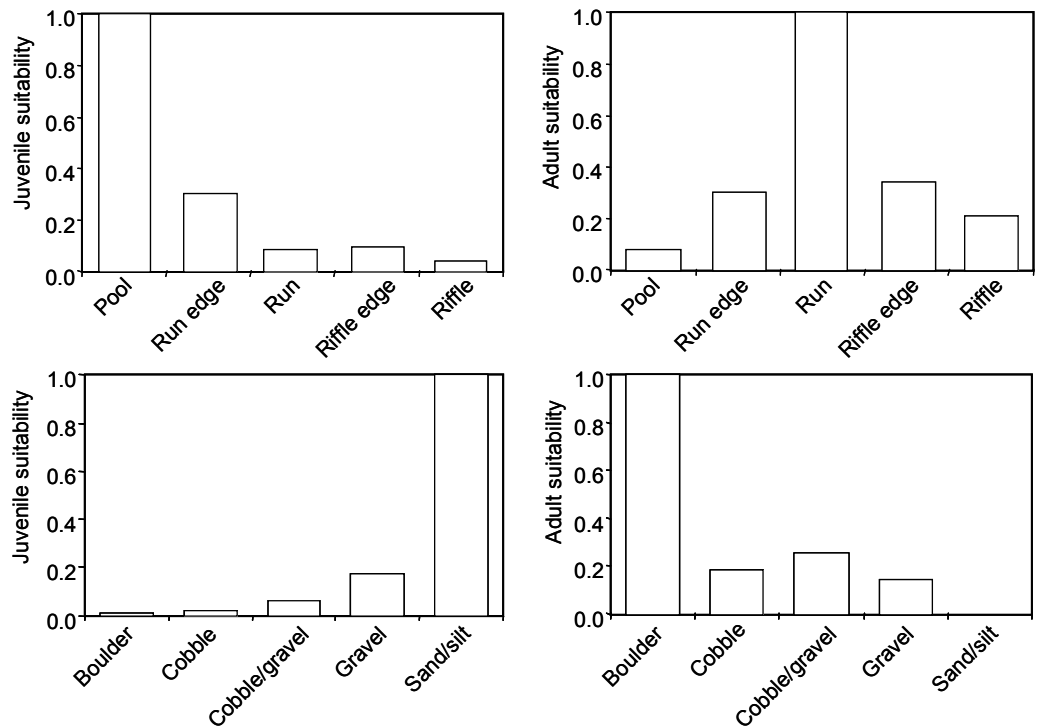 Juvenile suitability
1.0
0.8
0.6
0.4
0.2
0.0
Pool
Run edge
Run
Riffle edge
Riffle
Adult suitability
1.0
0.8
0.6
0.4
0.2
0.0
Pool
Run edge
Run
Riffle edge
Riffle
Juvenile suitability
1.0
0.8
0.6
0.4
0.2
0.0
Boulder
Cobble
Cobble/gravel
Gravel
Sand/silt
Adult suitability
1.0
0.8
0.6
0.4
0.2
0.0
Boulder
Cobble
Cobble/gravel
Gravel
Sand/silt